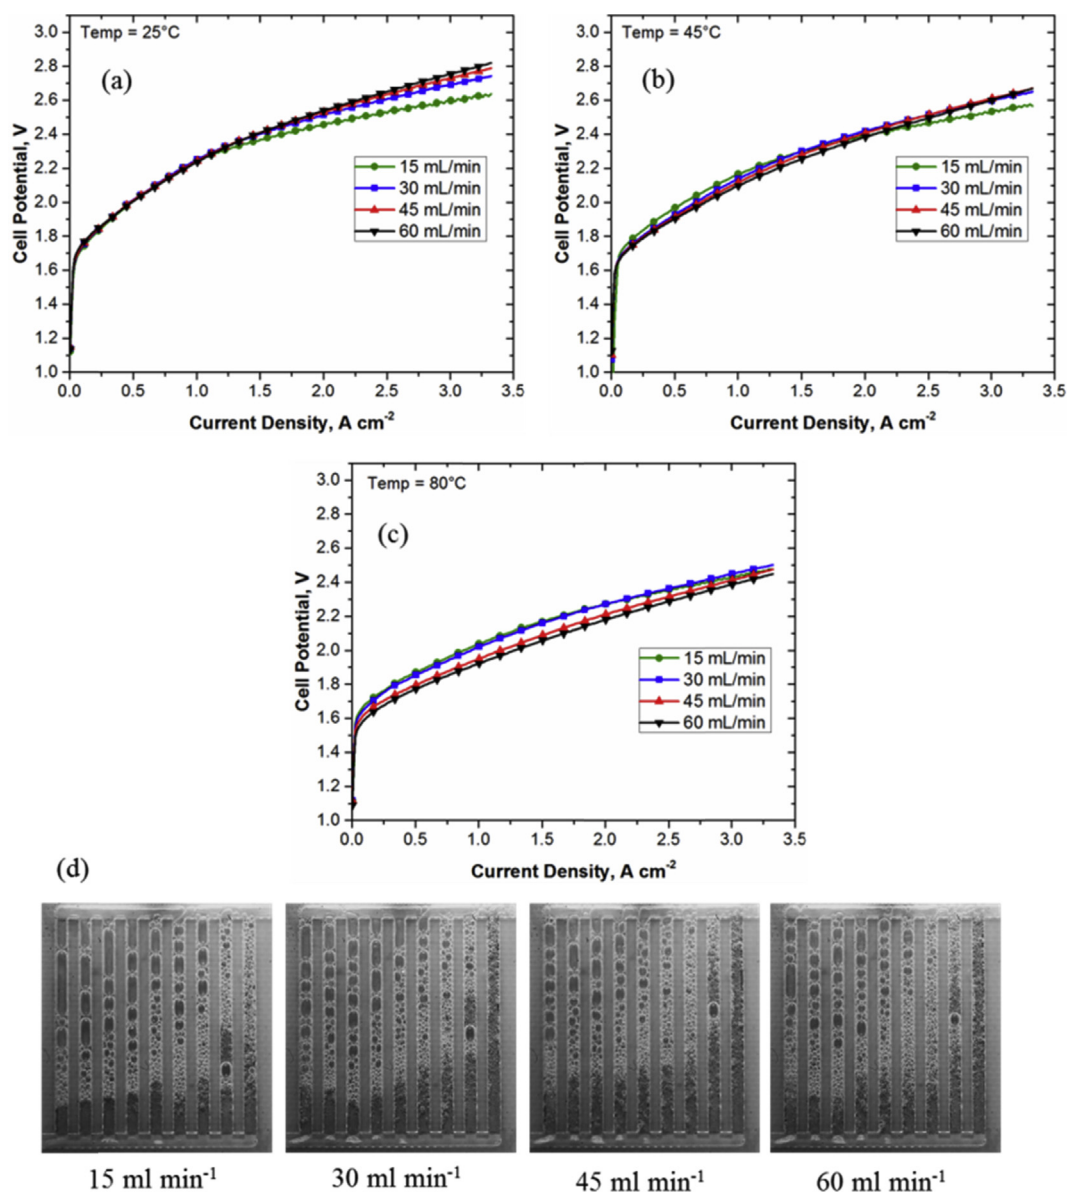 Temp = 25°C
(a)
Cell Potential, V
3.0
2.8
2.6
2.4
2.2
2.0
1.8
1.6
1.4
1.2
1.0
15 mL/min
30 mL/min
45 mL/min
60 mL/min
0.0 0.5 1.0 1.5 2.0 2.5 3.0 3.5
Current Density, A cm-2
Temp = 45°C
(b)
Cell Potential, V
3.0
2.8
2.6
2.4
2.2
2.0
1.8
1.6
1.4
1.2
1.0
15 mL/min
30 mL/min
45 mL/min
60 mL/min
0.0 0.5 1.0 1.5 2.0 2.5 3.0 3.5
Current Density, A cm-2
Temp = 80°C
(c)
Cell Potential, V
3.0
2.8
2.6
2.4
2.2
2.0
1.8
1.6
1.4
1.2
1.0
15 mL/min
30 mL/min
45 mL/min
60 mL/min
0.0 0.5 1.0 1.5 2.0 2.5 3.0 3.5
Current Density, A cm-2
(d)
15 ml min-1
30 ml min-1
45 ml min-1
60 ml min-1